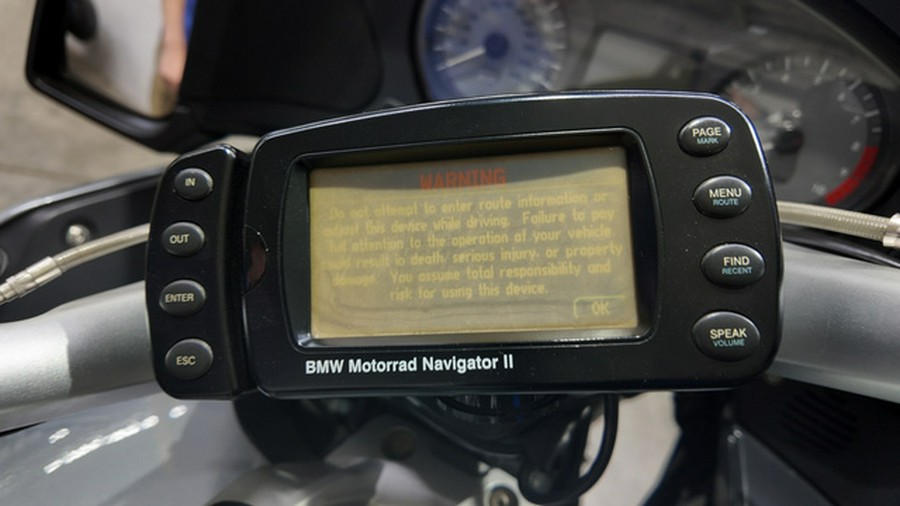 PAGE
MARK
IN
MENU
ROUTE
OUT
FIND
RECENT
ENTER
SPEAK
VOLUME
ESC
WARNING
Do not attempt to enter route information or
adjust this device while driving. Failure to pay
full attention to the operation of your vehicle
could result in death, serious injury, or property
damage. You assume total responsibility and
risk for using this device.
OK
BMW Motorrad Navigator II